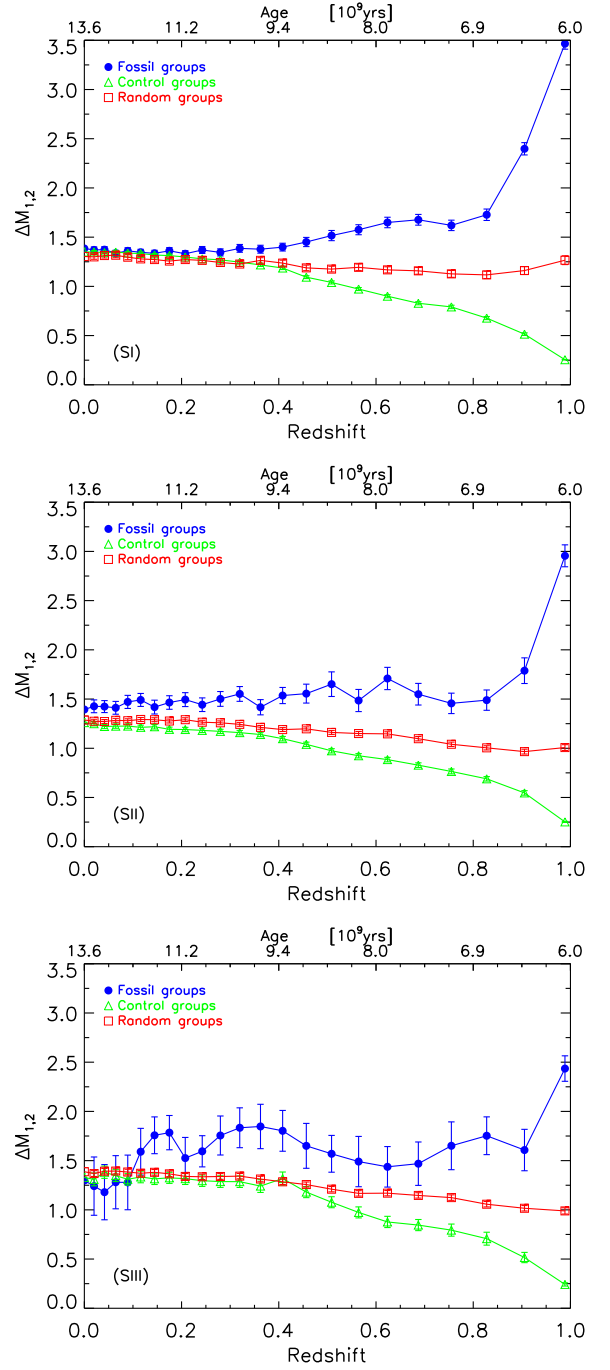 Age [10⁹yrs]
13.6 11.2 9.4 8.0 6.9 6.0
3.5
Fossil groups
Control groups
Random groups
3.0
2.5
2.0
ΔM₁,₂
1.5
1.0
0.5
(SI)
0.0
0.0 0.2 0.4 0.6 0.8 1.0
Redshift
Age [10⁹yrs]
13.6 11.2 9.4 8.0 6.9 6.0
3.5
Fossil groups
Control groups
Random groups
3.0
2.5
2.0
ΔM₁,₂
1.5
1.0
0.5
(SII)
0.0
0.0 0.2 0.4 0.6 0.8 1.0
Redshift
Age [10⁹yrs]
13.6 11.2 9.4 8.0 6.9 6.0
3.5
Fossil groups
Control groups
Random groups
3.0
2.5
2.0
ΔM₁,₂
1.5
1.0
0.5
(SIII)
0.0
0.0 0.2 0.4 0.6 0.8 1.0
Redshift